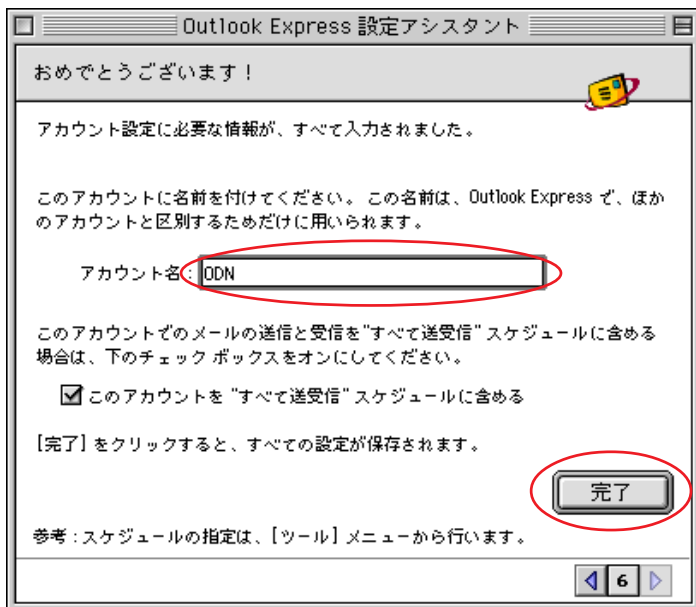 Outlook Express 設定アシスタント
おめでとうございます！
アカウント設定に必要な情報が、すべて入力されました。
このアカウントに名前を付けてください。 この名前は、Outlook Express で、ほか
のアカウントと区別するためだけに用いられます。
アカウント名：ODN
このアカウントでのメールの送信と受信を"すべて送受信" スケジュールに含める
場合は、下のチェック ボックスをオンにしてください。
このアカウントを "すべて送受信" スケジュールに含める
[完了] をクリックすると、すべての設定が保存されます。
完了
参考：スケジュールの指定は、[ツール] メニューから行います。
6